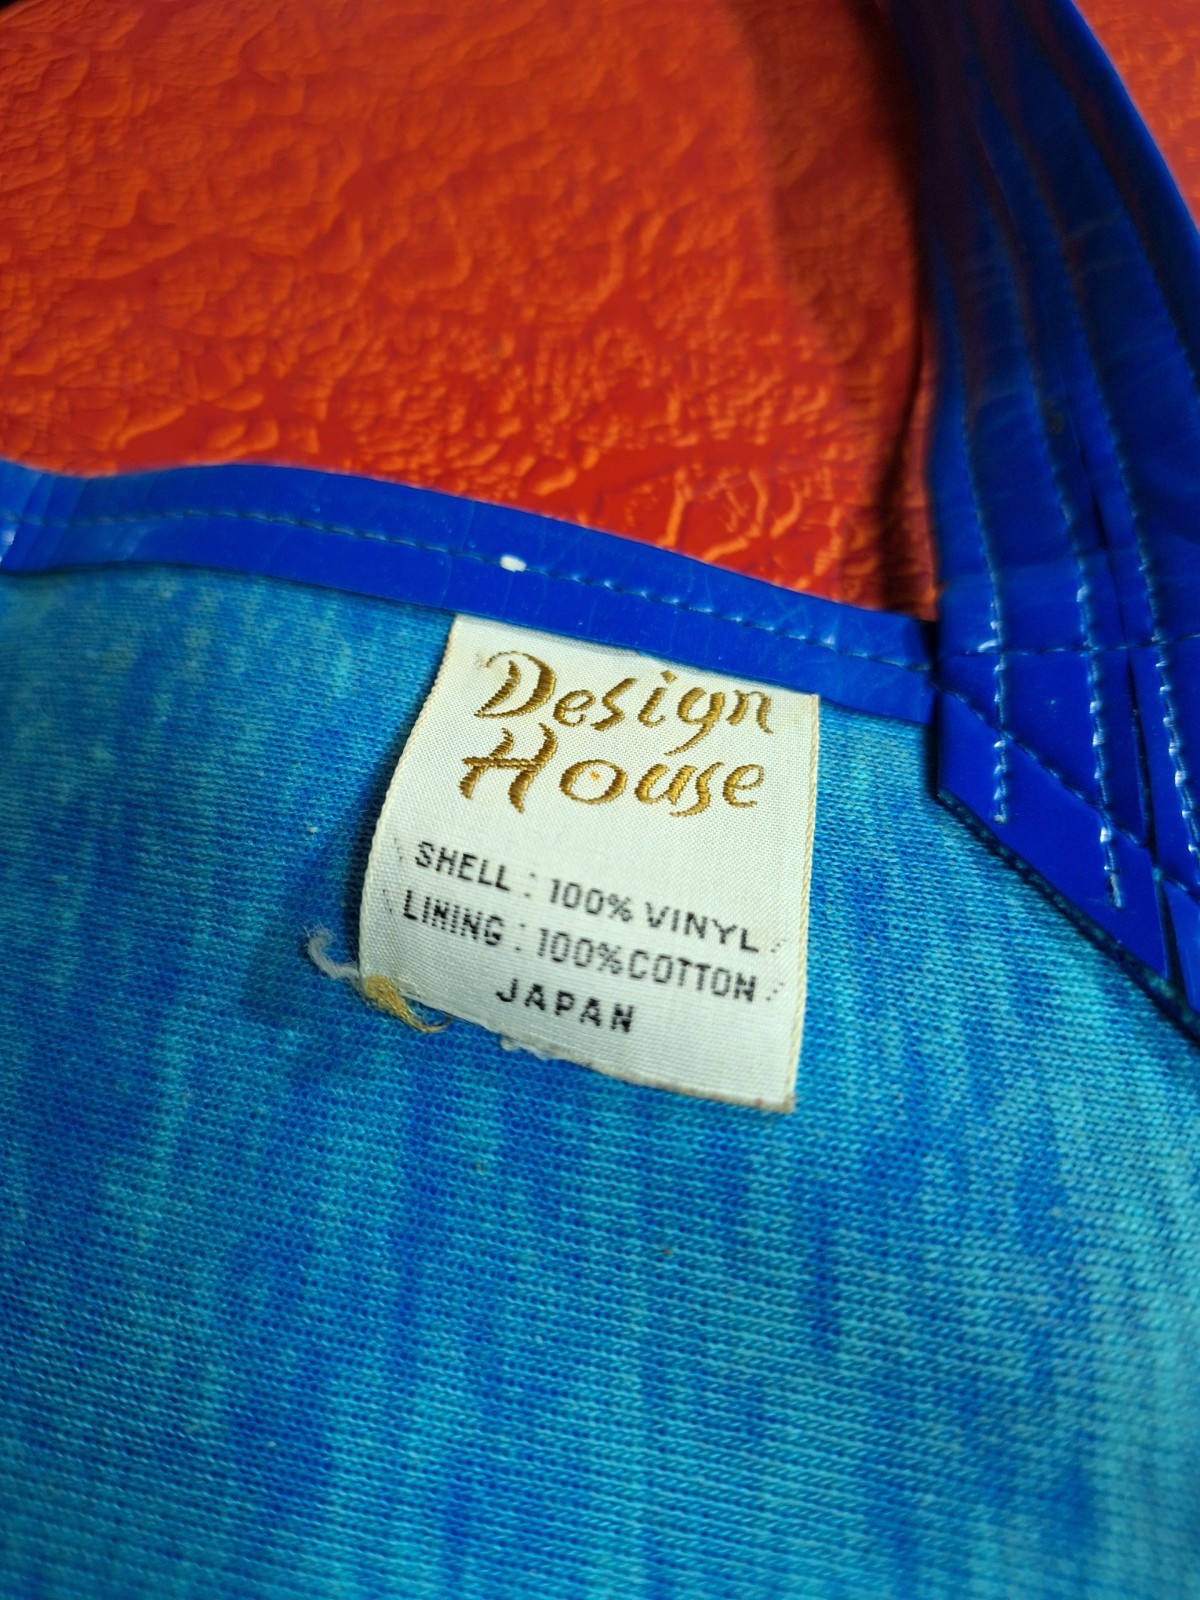 Design
House
SHELL : 100% VINYL
LINING : 100% COTTON
JAPAN